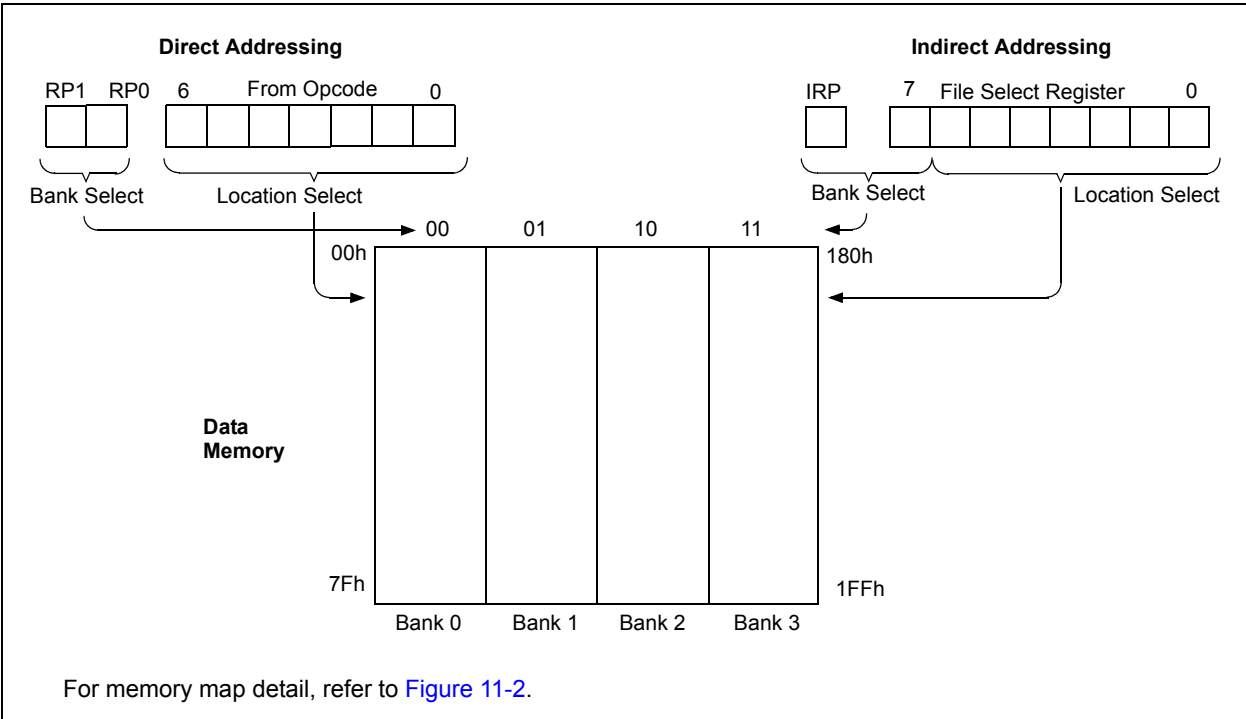 Direct Addressing
Indirect Addressing
RP1 RP0 6 From Opcode 0
IRP 7 File Select Register 0
Bank Select Location Select
Bank Select Location Select
00 01 10 11
00h 180h
Data
Memory
7Fh 1FFh
Bank 0 Bank 1 Bank 2 Bank 3
For memory map detail, refer to Figure 11-2.